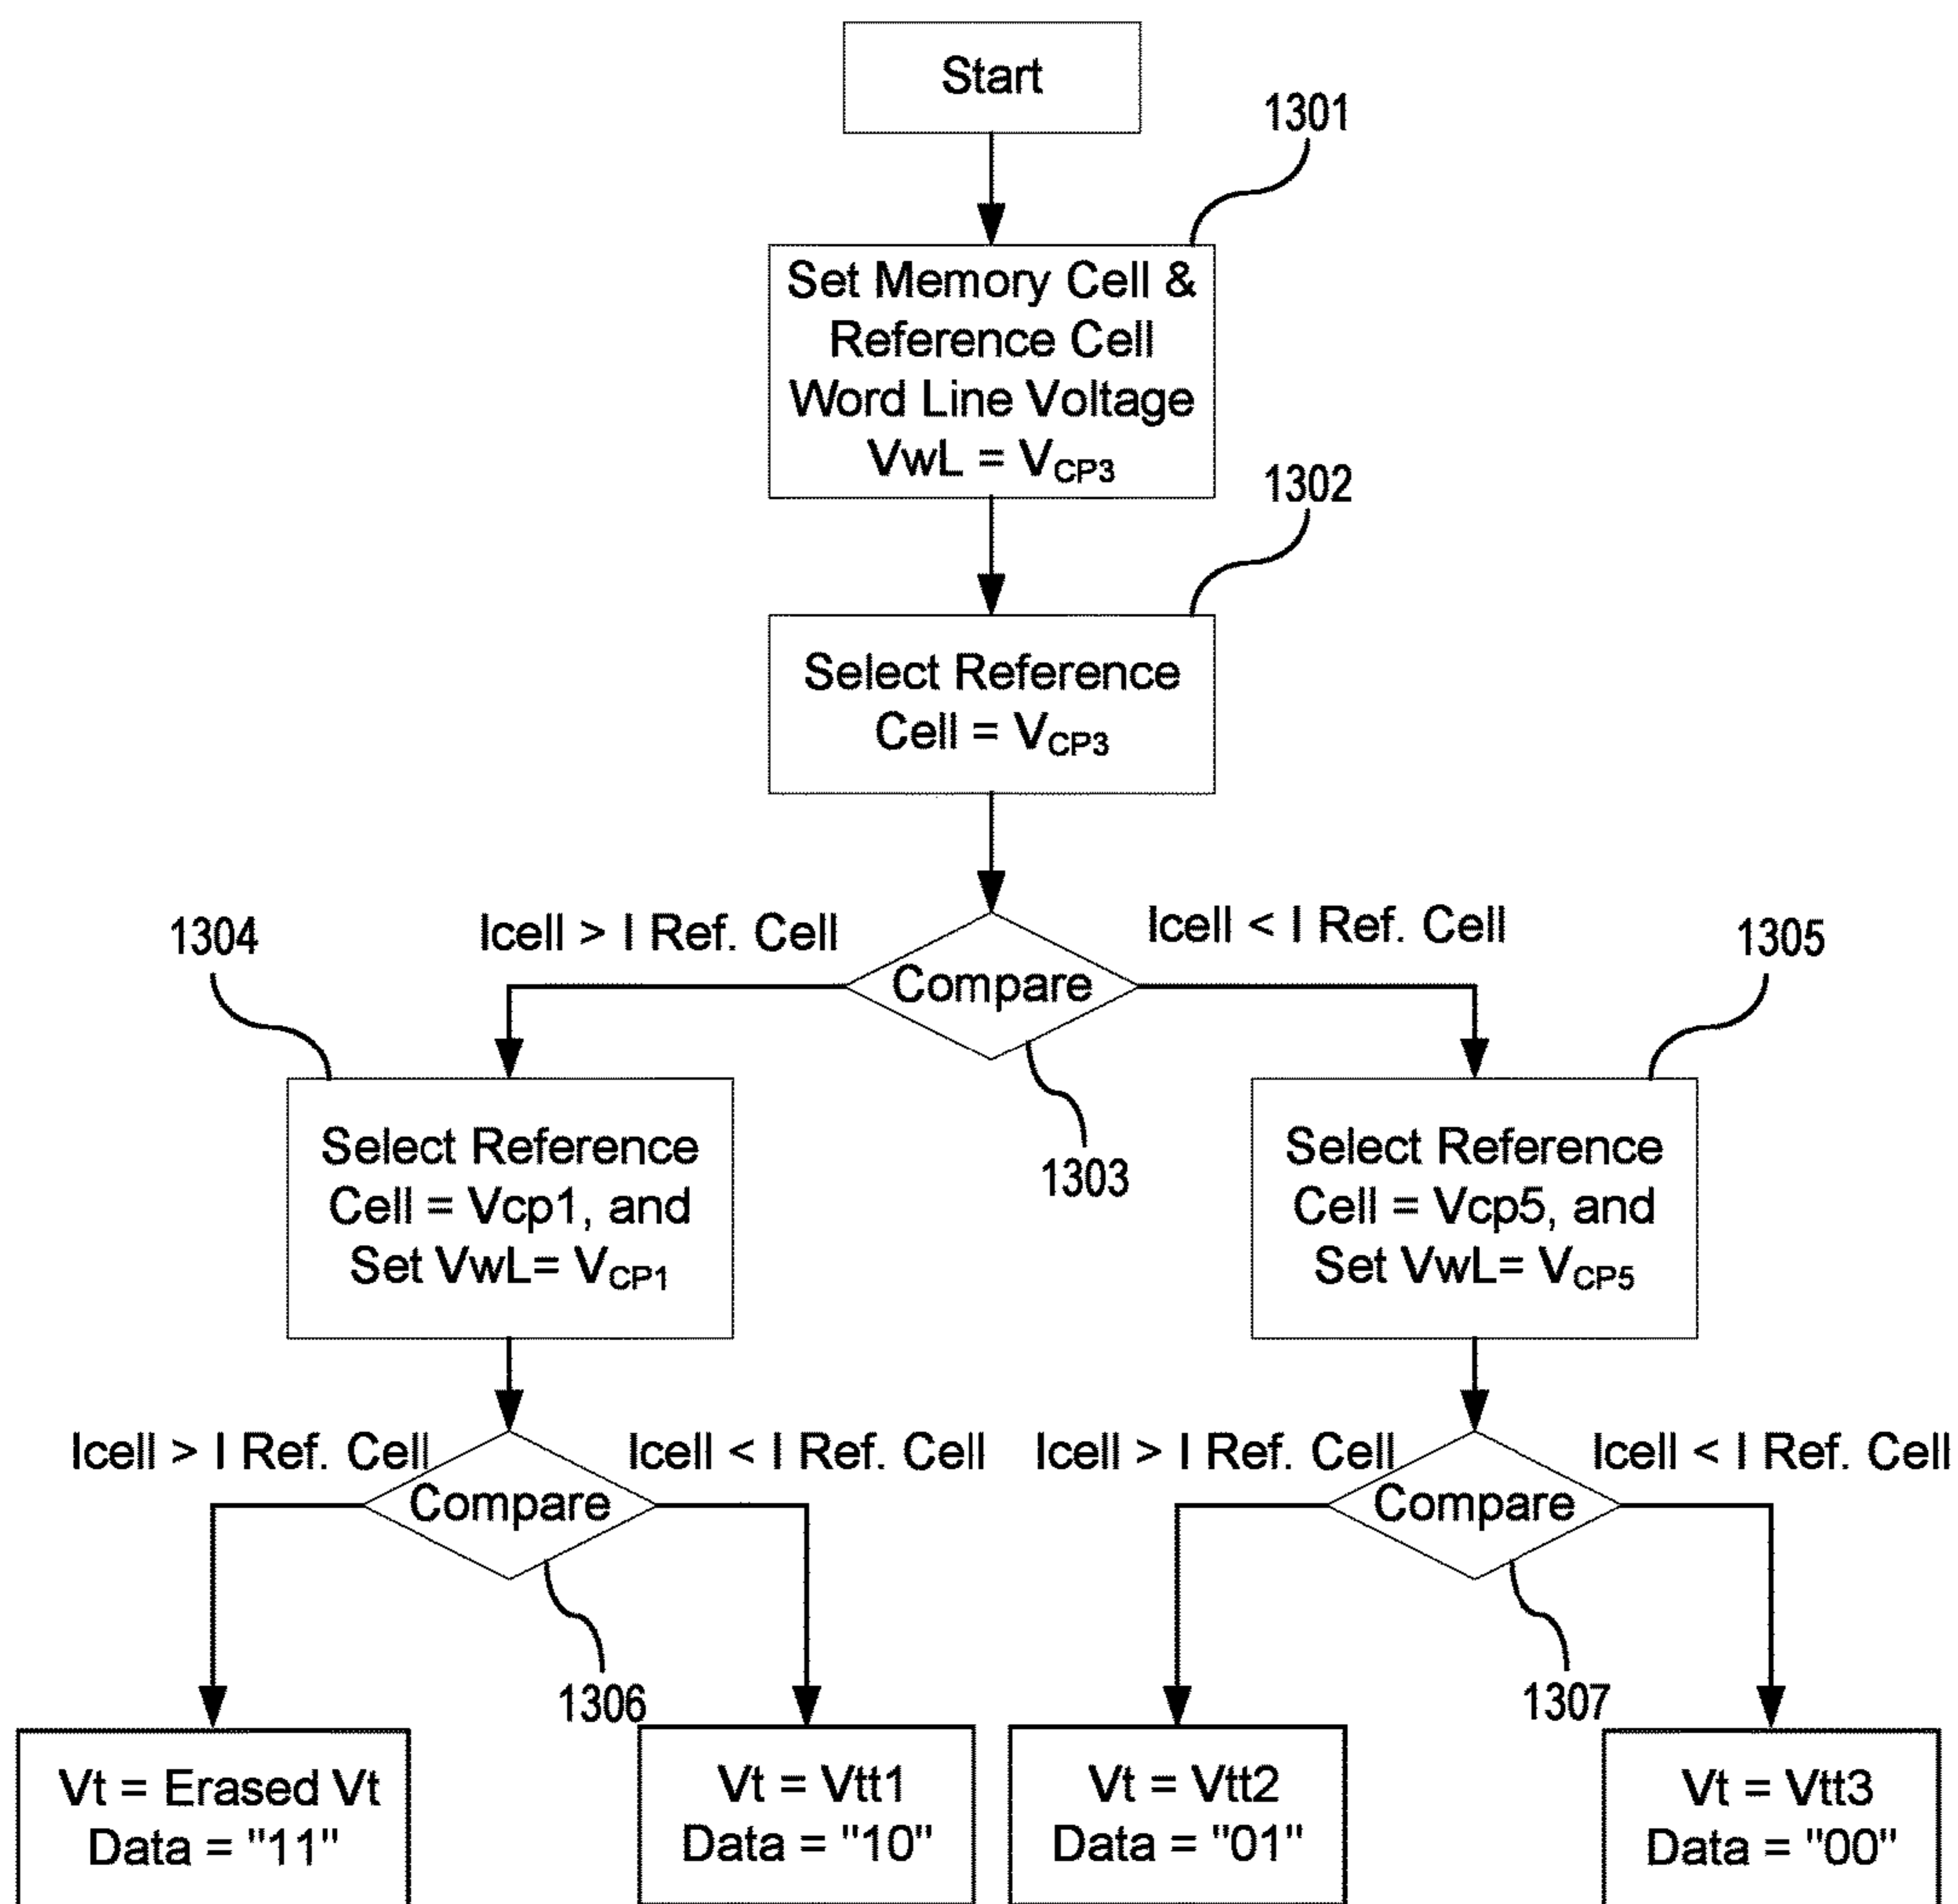 Start
1301
Set Memory Cell &
Reference Cell
Word Line Voltage
VwL = VCP3
1302
Select Reference
Cell = VCP3
Icell > I Ref. Cell
Icell < I Ref. Cell
1304
1305
Compare
1303
Select Reference
Cell = Vcp1, and
Set VwL= VCP1
Select Reference
Cell = Vcp5, and
Set VwL= VCP5
Icell > I Ref. Cell
Icell < I Ref. Cell
Icell > I Ref. Cell
Icell < I Ref. Cell
Compare
Compare
1306
1307
Vt = Erased Vt
Data = "11"
Vt = Vtt1
Data = "10"
Vt = Vtt2
Data = "01"
Vt = Vtt3
Data = "00"